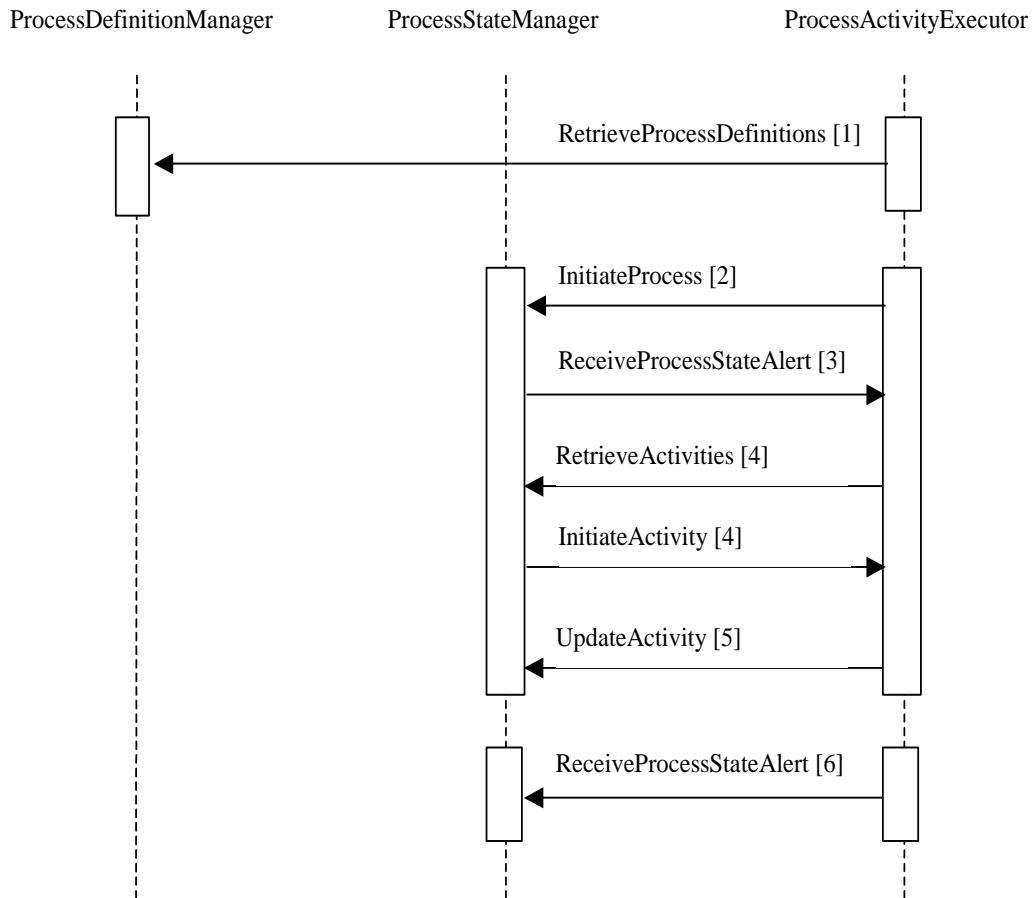 ProcessDefinitionManager ProcessStateManager ProcessActivityExecutor
RetrieveProcessDefinitions [1]
InitiateProcess [2]
ReceiveProcessStateAlert [3]
RetrieveActivities [4]
InitiateActivity [4]
UpdateActivity [5]
ReceiveProcessStateAlert [6]